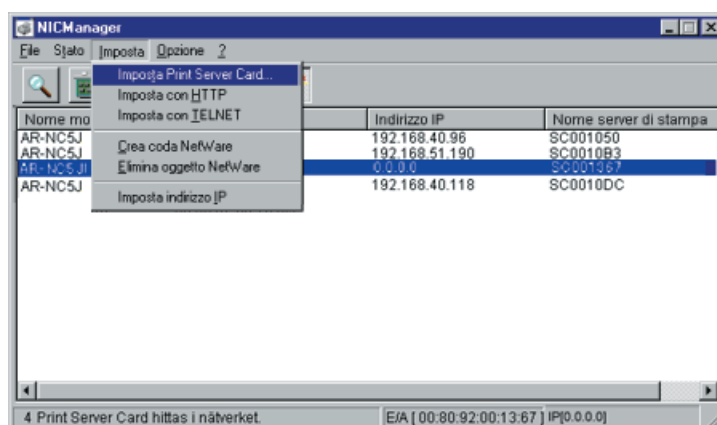 NICManager
File Stato Imposta Opzione ?
Imposta Print Server Card...
Imposta con HTTP
Imposta con TELNET
Crea coda NetWare
Elimina oggetto NetWare
Imposta indirizzo IP
Nome mo Indirizzo IP Nome server di stampa
AR-NC5J 192.168.40.96 SC001050
AR-NC5J 192.168.51.190 SC0010B3
AR-NC5JI 0.0.0.0 SC001367
AR-NC5J 192.168.40.118 SC0010DC
4 Print Server Card hittas i nätverket. E/A [ 00:80:92:00:13:67 ] IP[0.0.0.0]